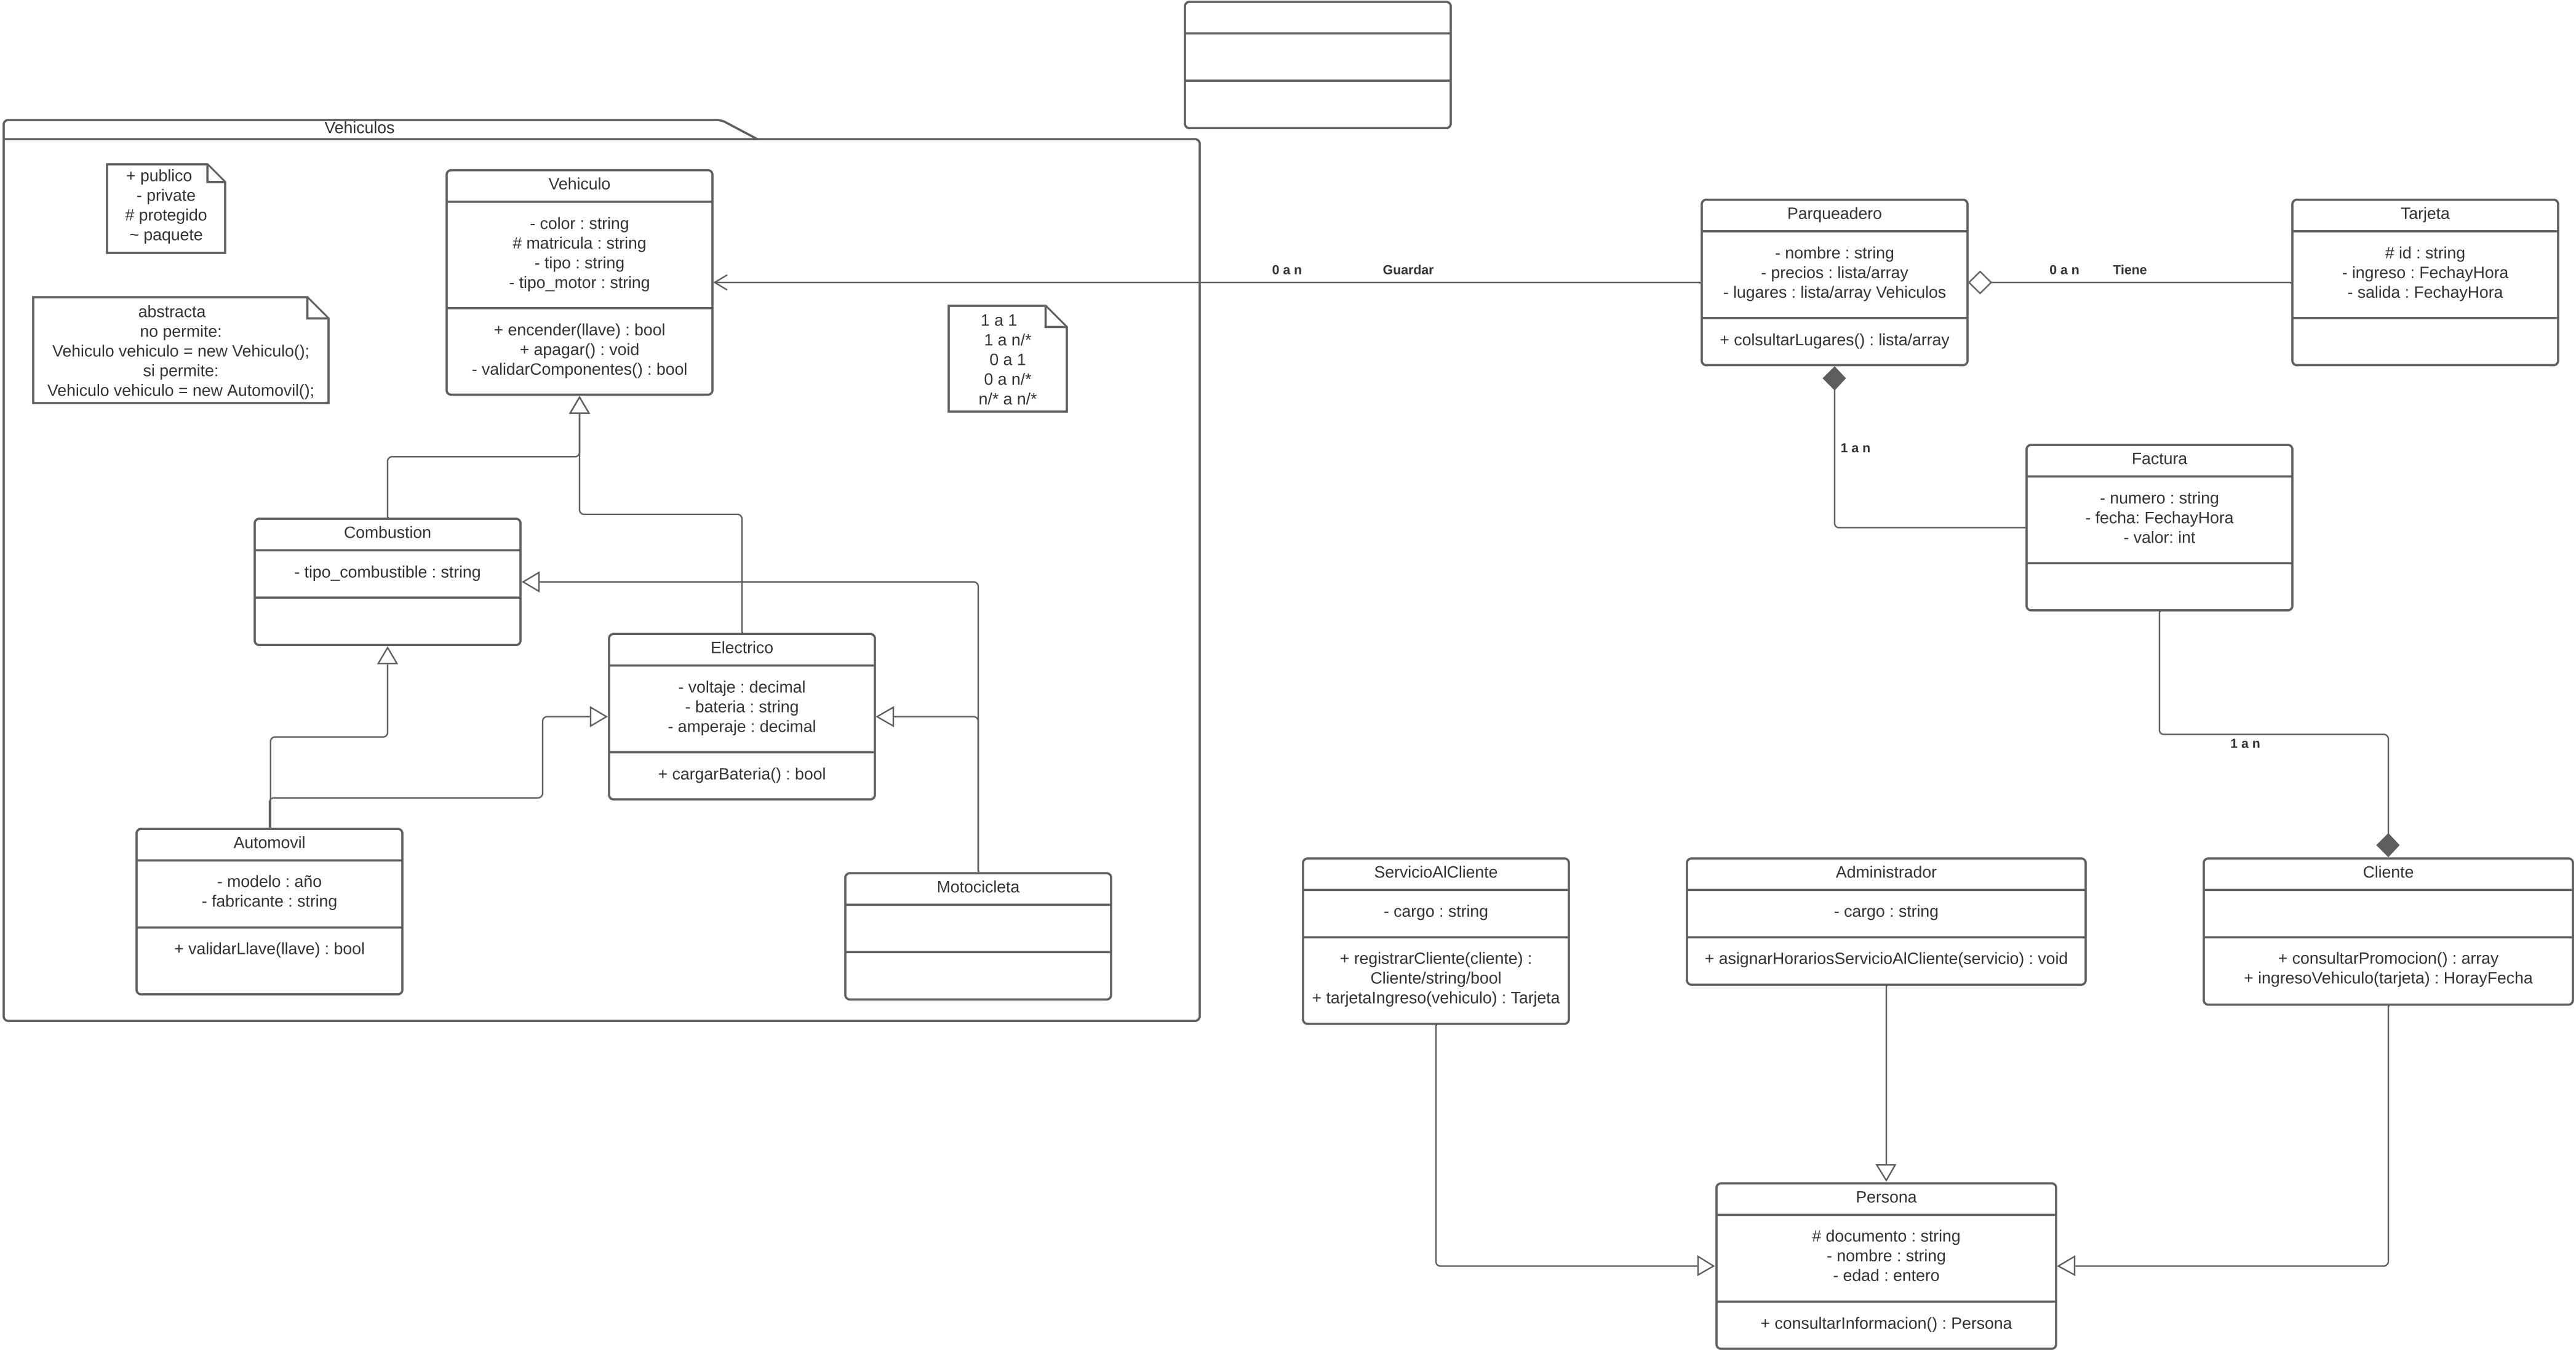 Vehiculos
+ publico
- private
# protegido
~ paquete
abstracta
no permite:
Vehiculo vehiculo = new Vehiculo();
si permite:
Vehiculo vehiculo = new Automovil();
Vehiculo
- color : string
# matricula : string
- tipo : string
- tipo_motor : string
+ encender(llave) : bool
+ apagar() : void
- validarComponentes() : bool
1 a 1
1 a n/*
0 a 1
0 a n/*
n/* a n/*
Combustion
- tipo_combustible : string
Electrico
- voltaje : decimal
- bateria : string
- amperaje : decimal
+ cargarBateria() : bool
Automovil
- modelo : año
- fabricante : string
+ validarLlave(llave) : bool
Motocicleta
0 a n Guardar
Parqueadero
- nombre : string
- precios : lista/array
- lugares : lista/array Vehiculos
+ colsultarLugares() : lista/array
0 a n Tiene
Tarjeta
# id : string
- ingreso : FechayHora
- salida : FechayHora
1 a n
Factura
- numero : string
- fecha: FechayHora
- valor: int
1 a n
ServicioAlCliente
- cargo : string
+ registrarCliente(cliente) :
Cliente/string/bool
+ tarjetaIngreso(vehiculo) : Tarjeta
Administrador
- cargo : string
+ asignarHorariosServicioAlCliente(servicio) : void
Cliente
+ consultarPromocion() : array
+ ingresoVehiculo(tarjeta) : HorayFecha
Persona
# documento : string
- nombre : string
- edad : entero
+ consultarInformacion() : Persona